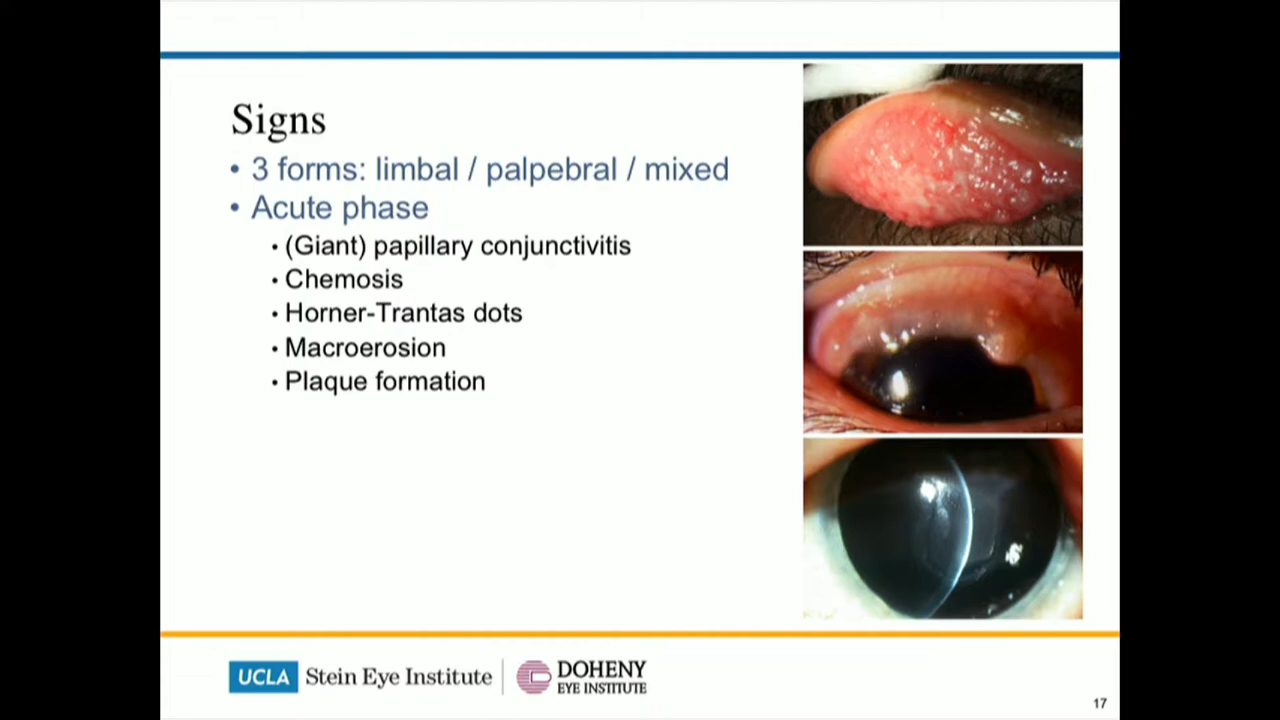 Signs
• 3 forms: limbal / palpebral / mixed
• Acute phase
• (Giant) papillary conjunctivitis
• Chemosis
• Horner-Trantas dots
• Macroerosion
• Plaque formation
UCLA Stein Eye Institute
DOHENY
EYE INSTITUTE
17